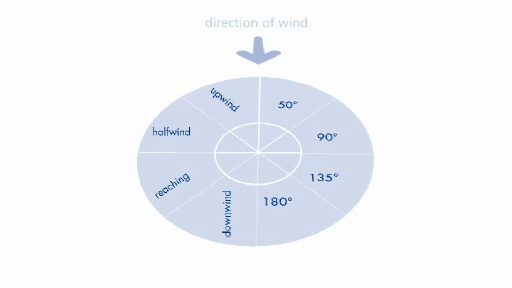 direction of wind
upwind
50°
halfwind
90°
reaching
135°
downwind
180°